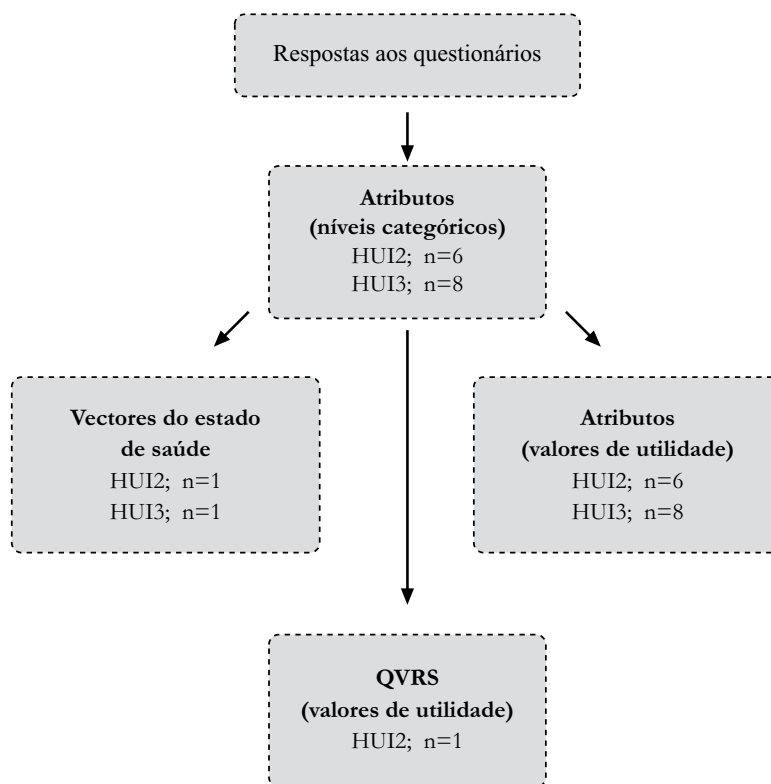 Respostas aos questionários
Atributos
(níveis categóricos)
HUI2; n=6
HUI3; n=8
Vectores do estado
de saúde
HUI2; n=1
HUI3; n=1
Atributos
(valores de utilidade)
HUI2; n=6
HUI3; n=8
QVRS
(valores de utilidade)
HUI2; n=1